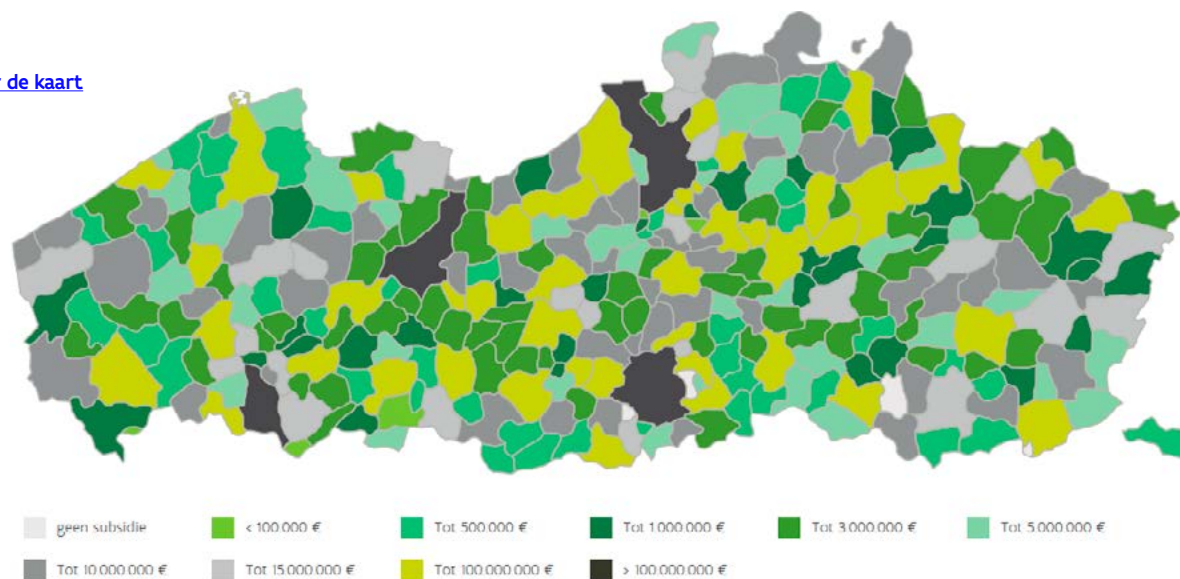 de kaart
geen subsidie
< 100.000 €
Tot 500.000 €
Tot 1.000.000 €
Tot 3.000.000 €
Tot 5.000.000 €
Tot 10.000.000 €
Tot 15.000.000 €
Tot 100.000.000 €
> 100.000.000 €